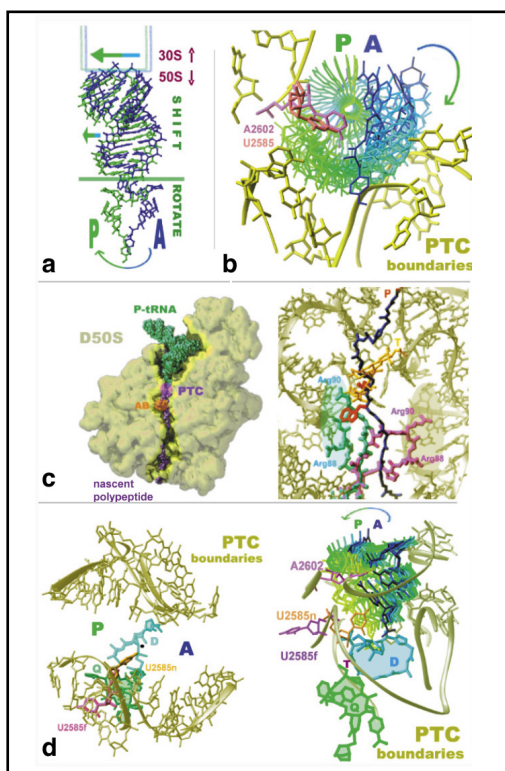 30S ↑
50S ↓
SHIFT
ROTATE
P A
a
P A
A2602
U2585
PTC
boundaries
b
P-tRNA
D50S
PTC
AB
nascent
polypeptide
c
P
T
Arg90
Arg90
Arg88
Arg88
PTC
boundaries
P
D
U2585n
A
Q
U2585f
d
P A
A2602
U2585n
U2585f
T
D
PTC
boundaries